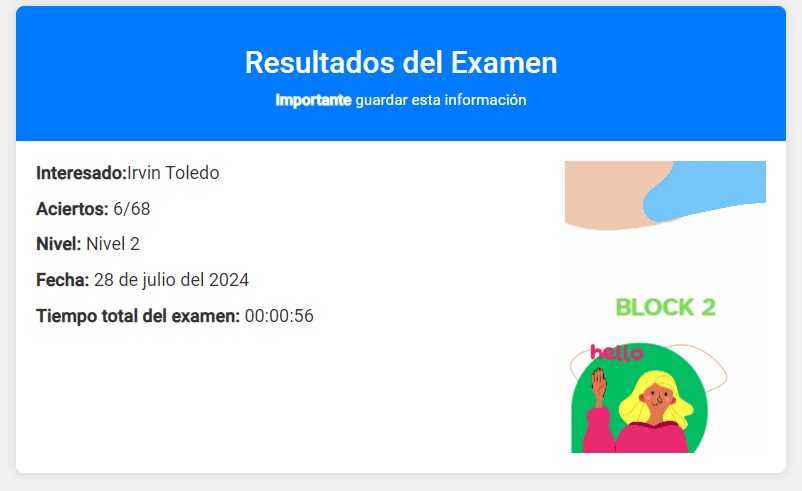 Resultados del Examen
Importante guardar esta información
Interesado:Irvin Toledo
Aciertos: 6/68
Nivel: Nivel 2
Fecha: 28 de julio del 2024
Tiempo total del examen: 00:00:56
BLOCK 2
hello